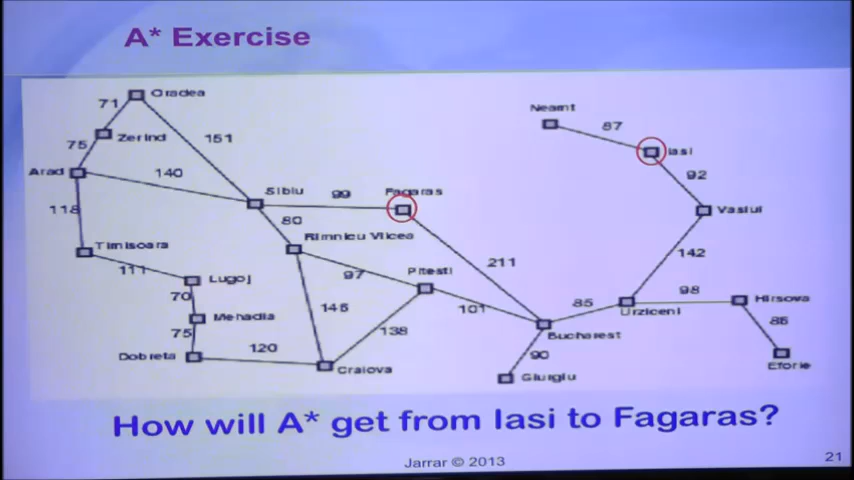 A* Exercise
Oradea
71
Neamt
87
Zerind
151
75
Iasi
Arad
140
92
Sibiu
99
Fagaras
118
80
Vaslui
Rimnicu Vilcea
Timisoara
142
111
Lugoj
97
Pitesti
211
70
98
Hirsova
Mehadia
146
101
85
Urziceni
75
138
86
Bucharest
Dobreta
120
90
Craiova
Eforie
Giurgiu
How will A* get from Iasi to Fagaras?
Jarrar © 2013
21